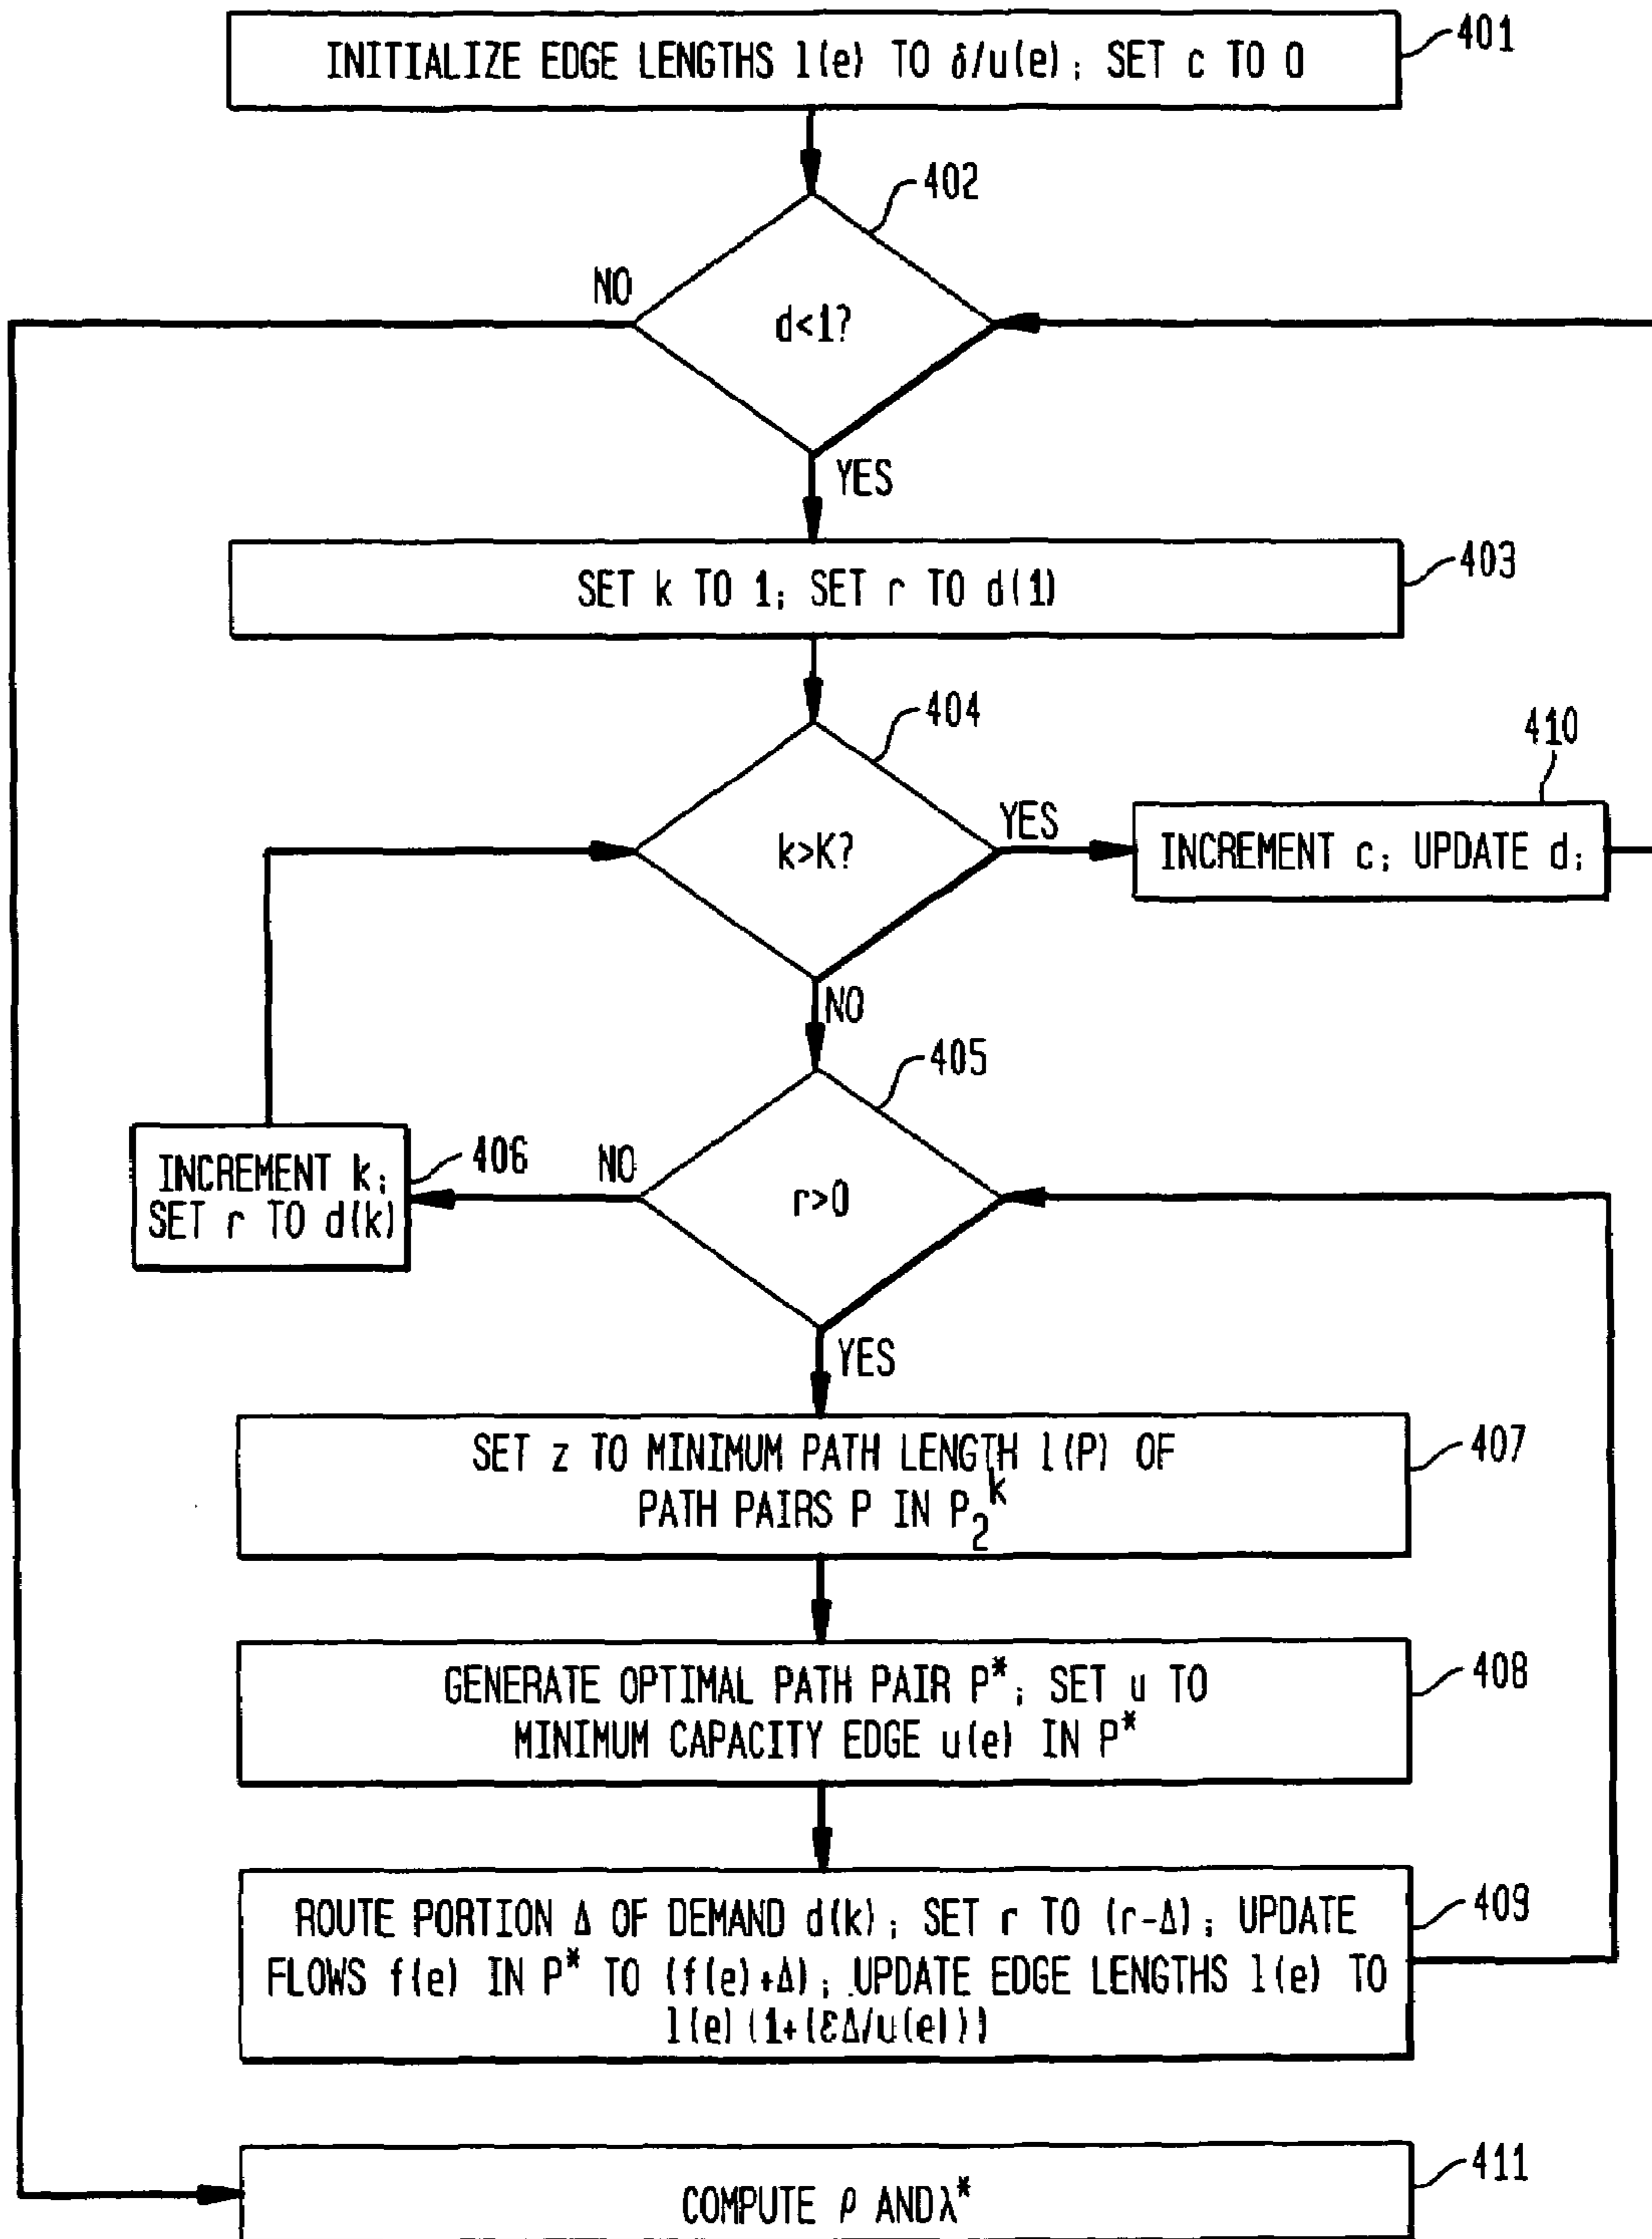 INITIALIZE EDGE LENGTHS l(e) TO δ/u(e); SET c TO 0
401
402
NO
d<1?
YES
SET k TO 1; SET r TO d(1)
403
404
410
k>K?
YES
INCREMENT c; UPDATE d;
NO
405
INCREMENT k;
SET r TO d(k)
406
NO
r>0
YES
SET z TO MINIMUM PATH LENGTH l(P) OF
PATH PAIRS P IN P₂ᵏ
407
GENERATE OPTIMAL PATH PAIR P*; SET u TO
MINIMUM CAPACITY EDGE u(e) IN P*
408
ROUTE PORTION Δ OF DEMAND d(k); SET r TO (r-Δ); UPDATE
FLOWS f(e) IN P* TO (f(e)+Δ); UPDATE EDGE LENGTHS l(e) TO
l(e)(1+(εΔ/u(e)))
409
COMPUTE ρ AND λ*
411